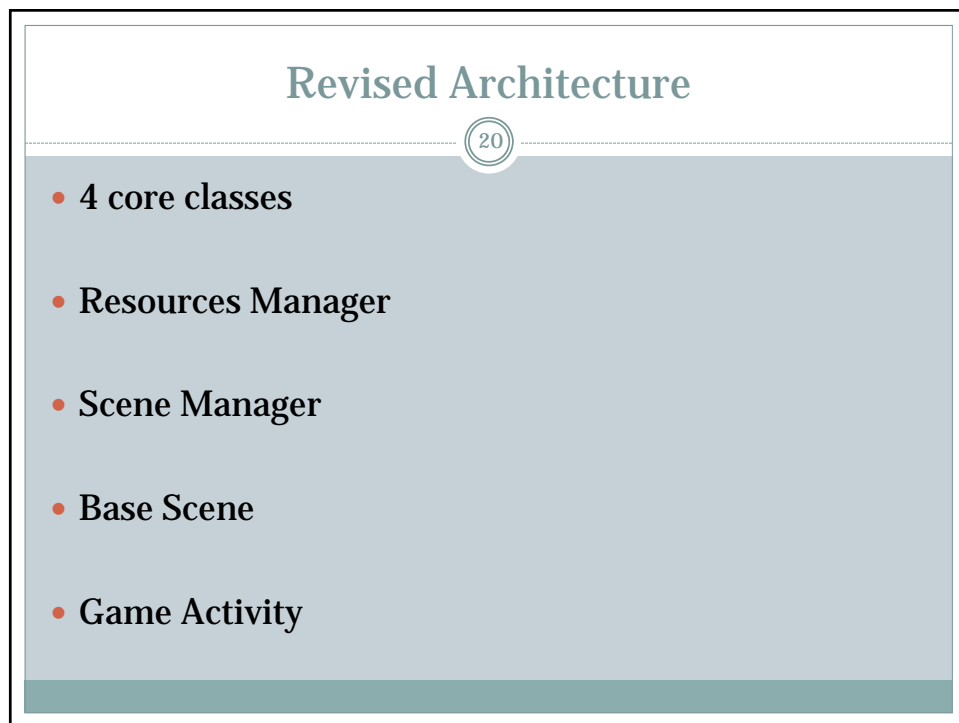 Revised Architecture
20
• 4 core classes
• Resources Manager
• Scene Manager
• Base Scene
• Game Activity